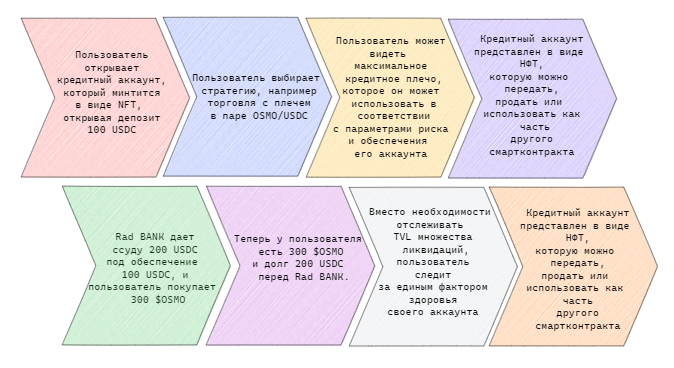 Пользователь
открывает
кредитный аккаунт,
который минтится
в виде NFT,
открывая депозит
100 USDC
Пользователь выбирает
стратегию, например
торговля с плечем
в паре OSMO/USDC
Пользователь может
видеть
максимальное
кредитное плечо,
которое он может
использовать в
соответствии
с параметрами риска
и обеспечения
его аккаунта
Кредитный аккаунт
представлен в виде
НФТ,
которую можно
передать,
продать или
использовать как
часть
другого
смартконтракта
Rad BANK дает
ссуду 200 USDC
под обеспечение
100 USDC, и
пользователь покупает
300 $OSMO
Теперь у пользователя
есть 300 $OSMO
и долг 200 USDC
перед Rad BANK.
Вместо необходимости
отслеживать
TVL множества
ликвидаций,
пользователь
следит
за единым фактором
здоровья
своего аккаунта
Кредитный аккаунт
представлен в виде
НФТ,
которую можно
передать,
продать или
использовать как
часть
другого
смартконтракта